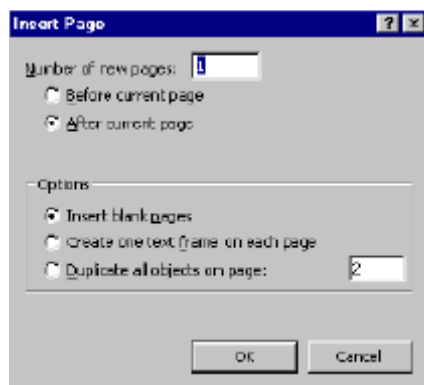 Insert Page
Number of new pages: 1
Before current page
After current page
Options
Insert blank pages
Create one text frame on each page
Duplicate all objects on page: 2
OK Cancel